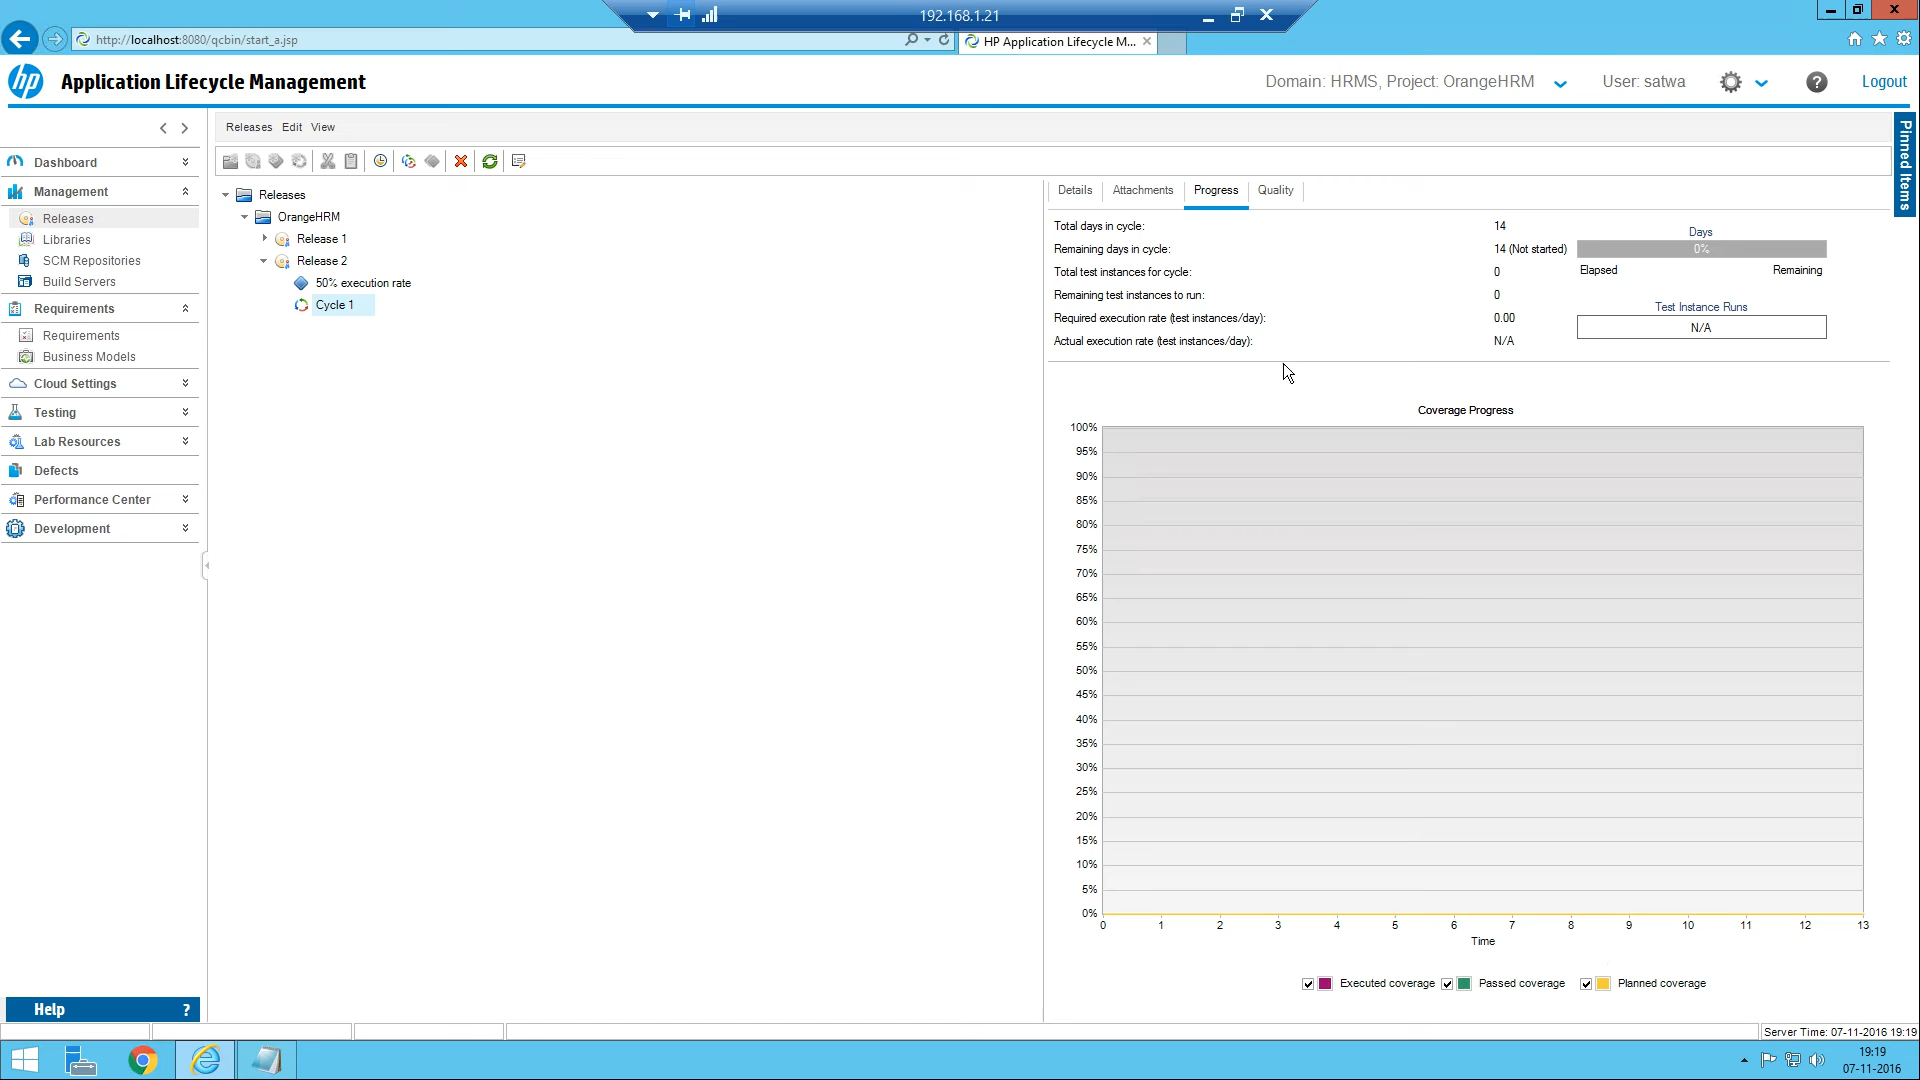 192.168.1.21
http://localhost:8080/qcbin/start_a.jsp
HP Application Lifecycle M...
hp
Application Lifecycle Management
Domain: HRMS, Project: OrangeHRM
User: satwa
?
Logout
Pinned Items
Releases Edit View
Dashboard
Management
Releases
Libraries
SCM Repositories
Build Servers
Requirements
Requirements
Business Models
Cloud Settings
Testing
Lab Resources
Defects
Performance Center
Development
Help ?
Releases
OrangeHRM
Release 1
Release 2
50% execution rate
Cycle 1
Details Attachments Progress Quality
Total days in cycle: 14
Remaining days in cycle: 14 (Not started)
Total test instances for cycle: 0
Remaining test instances to run: 0
Required execution rate (test instances/day): 0.00
Actual execution rate (test instances/day): N/A
Days
0%
Elapsed Remaining
Test Instance Runs
N/A
Coverage Progress
100%
95%
90%
85%
80%
75%
70%
65%
60%
55%
50%
45%
40%
35%
30%
25%
20%
15%
10%
5%
0%
0 1 2 3 4 5 6 7 8 9 10 11 12 13
Time
Executed coverage Passed coverage Planned coverage
Server Time: 07-11-2016 19:19
19:19
07-11-2016